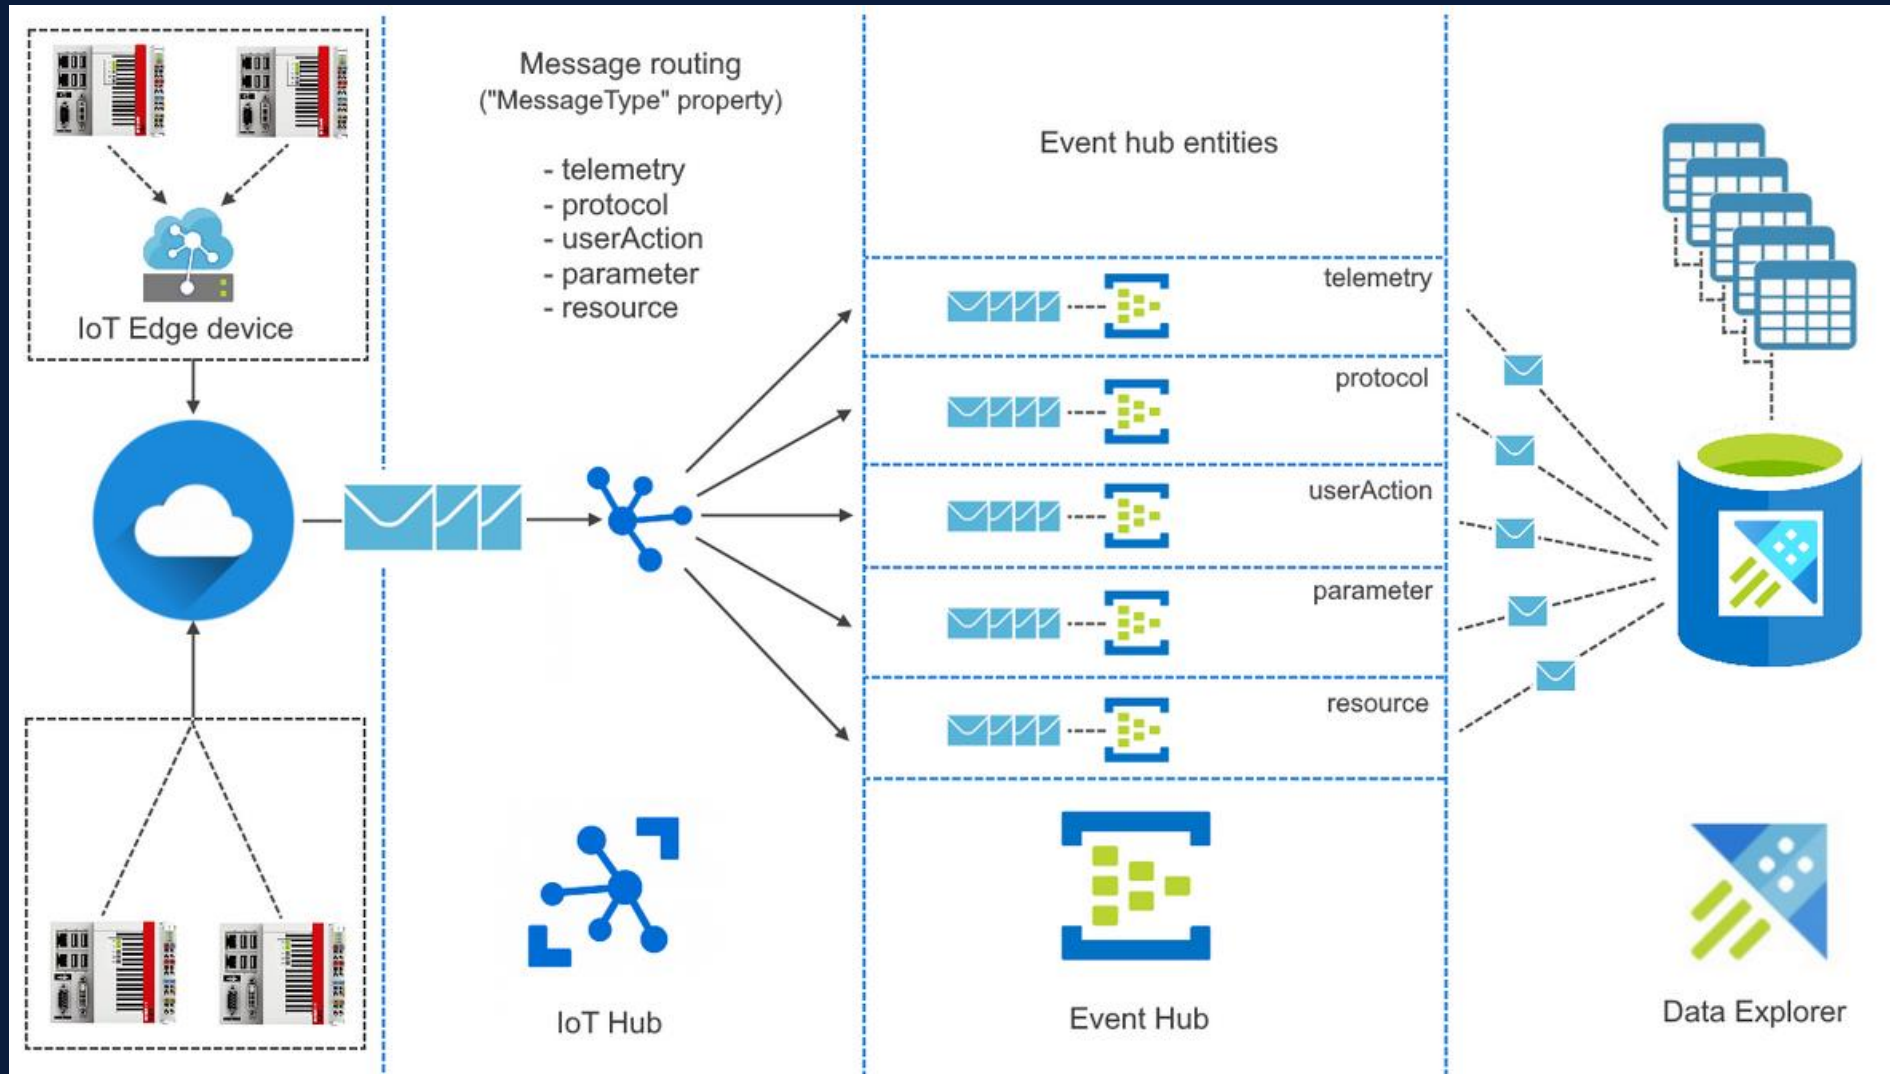 IoT Edge device
Message routing
("MessageType" property)
- telemetry
- protocol
- userAction
- parameter
- resource
IoT Hub
Event hub entities
telemetry
protocol
userAction
parameter
resource
Event Hub
Data Explorer